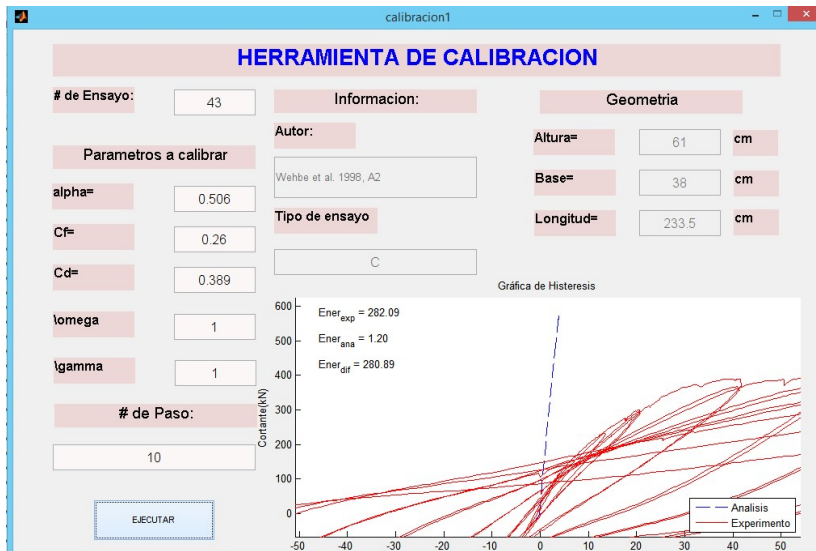 calibracion1
HERRAMIENTA DE CALIBRACION
# de Ensayo:
43
Parametros a calibrar
alpha=
0.506
Cf=
0.26
Cd=
0.389
\omega
1
\gamma
1
# de Paso:
10
EJECUTAR
Informacion:
Autor:
Wehbe et al. 1998, A2
Tipo de ensayo
C
Geometria
Altura=
61
cm
Base=
38
cm
Longitud=
233.5
cm
Gráfica de Histeresis
Cortante(kN)
600
500
400
300
200
100
0
Ener_exp = 282.09
Ener_ana = 1.20
Ener_dif = 280.89
Analisis
Experimento
-50 -40 -30 -20 -10 0 10 20 30 40 50